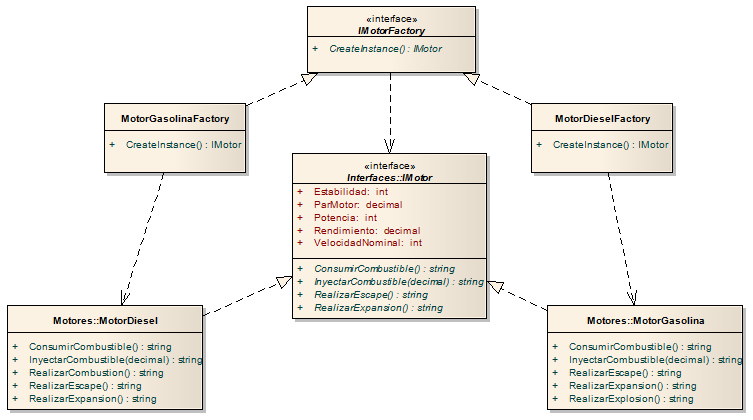 «interface»
IMotorFactory
+ CreateInstance() : IMotor
MotorGasolinaFactory
+ CreateInstance() : IMotor
MotorDieselFactory
+ CreateInstance() : IMotor
«interface»
Interfaces::IMotor
+ Estabilidad: int
+ ParMotor: decimal
+ Potencia: int
+ Rendimiento: decimal
+ VelocidadNominal: int
+ ConsumirCombustible() : string
+ InyectarCombustible(decimal) : string
+ RealizarEscape() : string
+ RealizarExpansion() : string
Motores::MotorDiesel
+ ConsumirCombustible() : string
+ InyectarCombustible(decimal) : string
+ RealizarCombustion() : string
+ RealizarEscape() : string
+ RealizarExpansion() : string
Motores::MotorGasolina
+ ConsumirCombustible() : string
+ InyectarCombustible(decimal) : string
+ RealizarEscape() : string
+ RealizarExpansion() : string
+ RealizarExplosion() : string